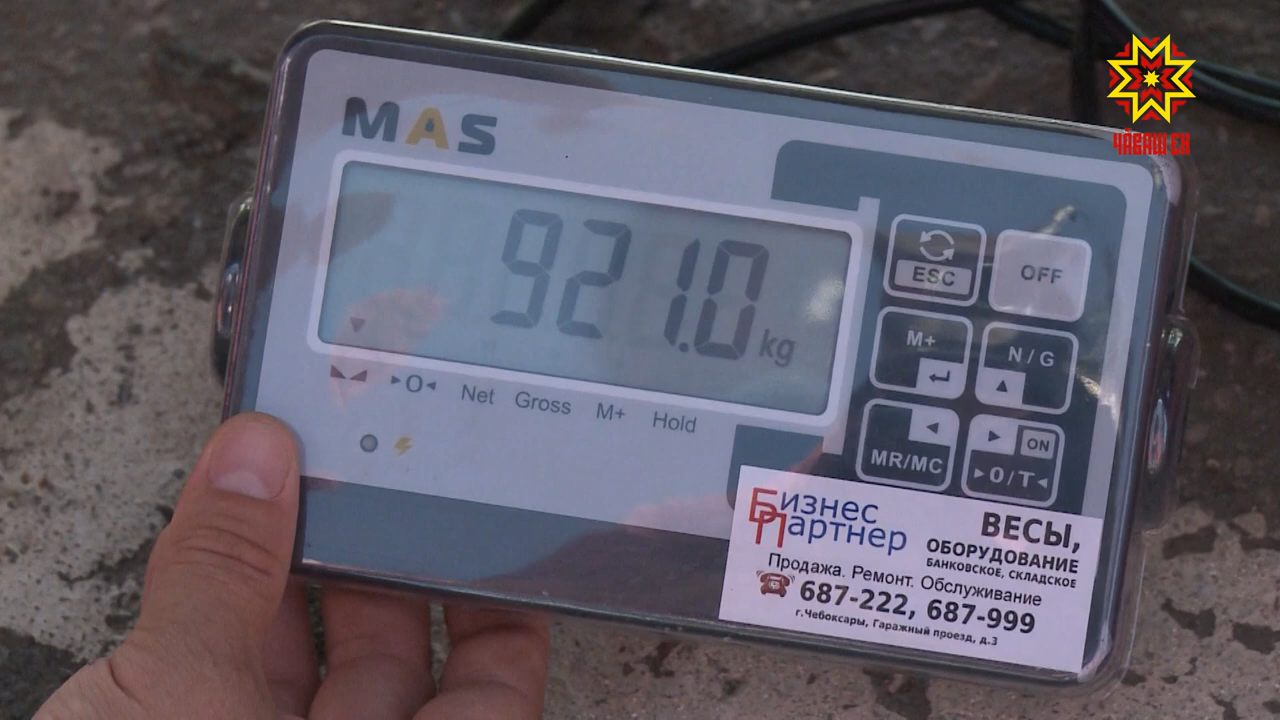 ЧӐВАШ ЕН
MAS
921.0 kg
ESC
OFF
M+
N/G
Net Gross M+ Hold
MR/MC
ON
0/T
Бизнес
Партнер
ВЕСЫ,
ОБОРУДОВАНИЕ
БАНКОВСКОЕ, СКЛАДСКОЕ
Продажа. Ремонт. Обслуживание
687-222, 687-999
г.Чебоксары, Гаражный проезд, д.3